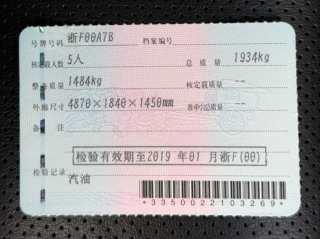 号牌号码 浙F00A7B 档案编号
核定载人数 5人 总质量 1934kg
整备质量 1484kg 核定载质量 --
外廓尺寸 4870×1840×1450mm 准牵引总质量 --
备注
检验有效期至2019 年01 月浙F(00)
检验记录
汽油
*3350022103269*